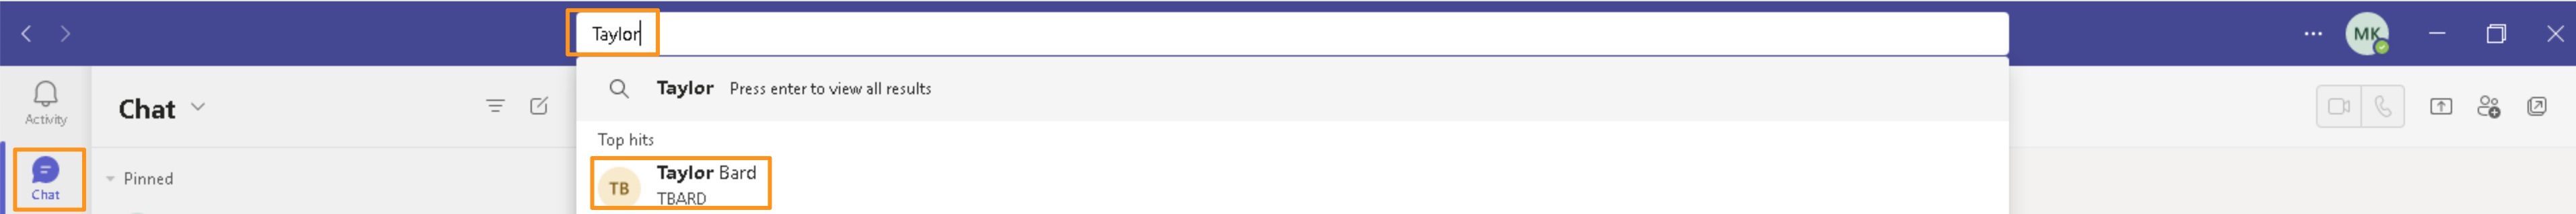 Taylor
MK
Activity
Chat
Taylor Press enter to view all results
Top hits
Chat
Pinned
TB
Taylor Bard
TBARD